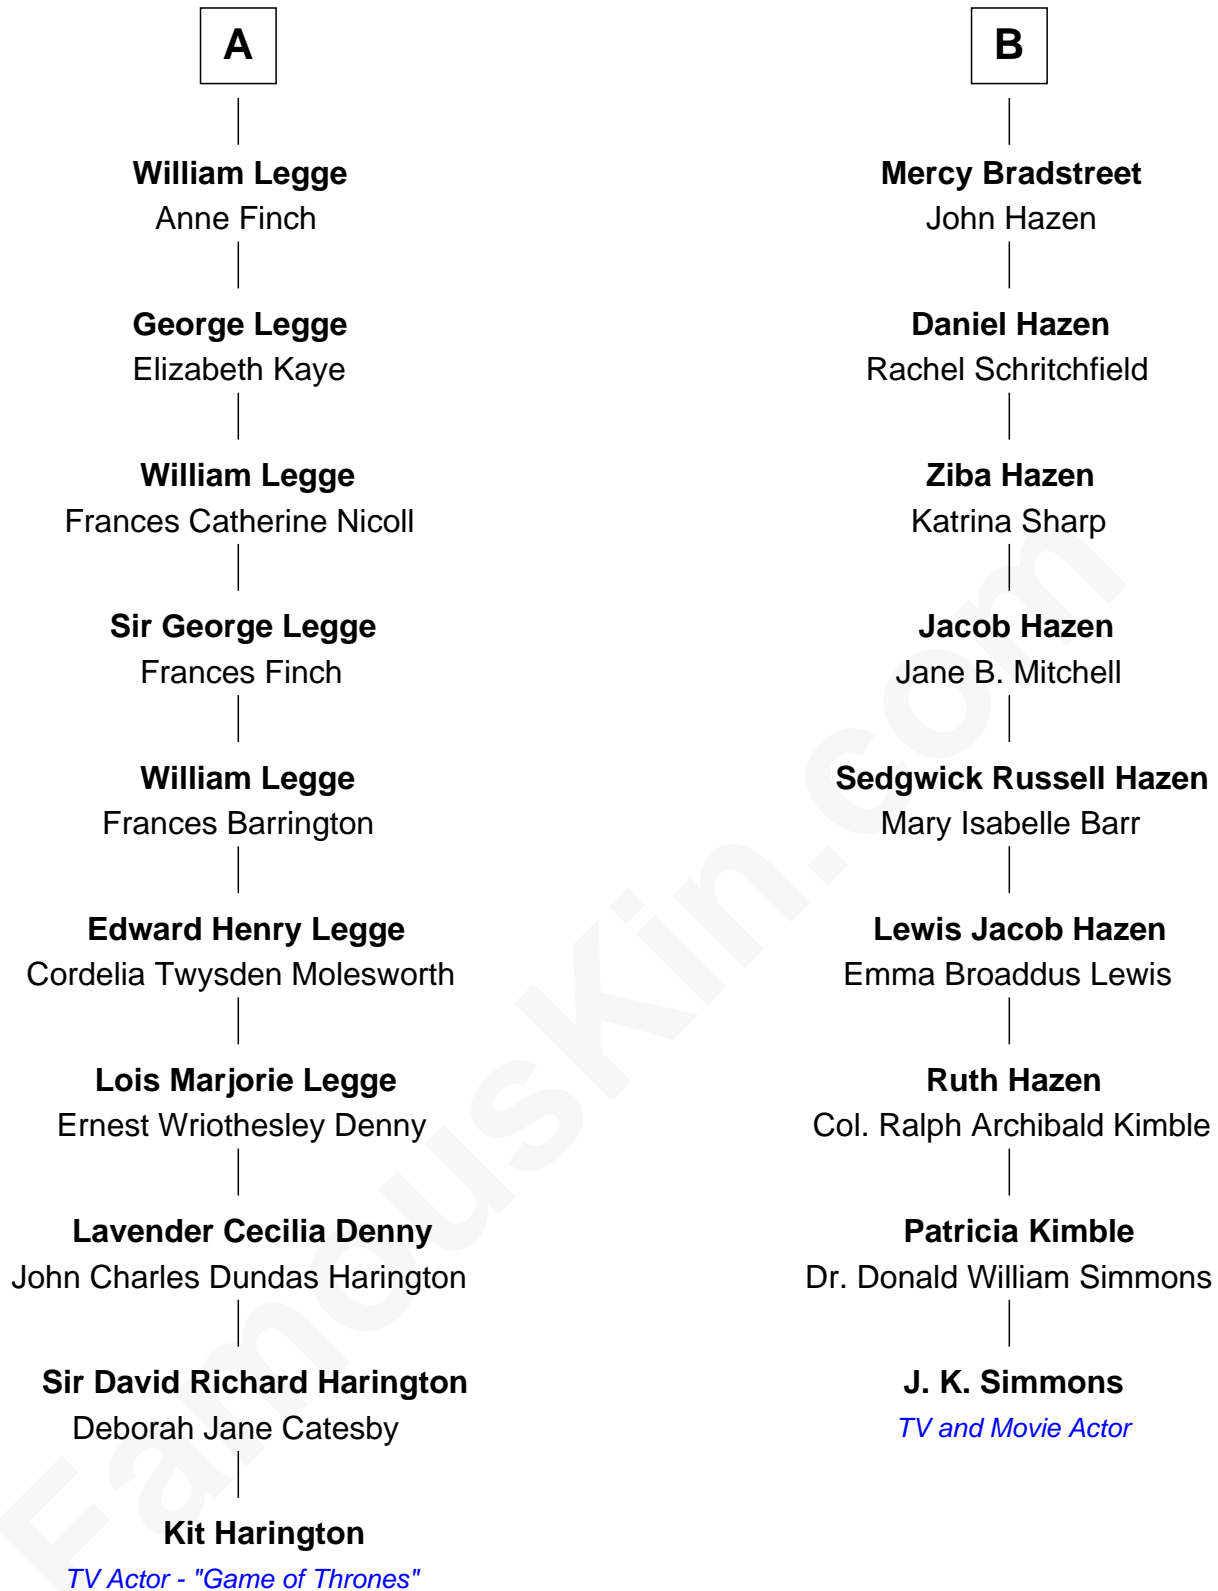 A
William Legge
Anne Finch
George Legge
Elizabeth Kaye
William Legge
Frances Catherine Nicoll
Sir George Legge
Frances Finch
William Legge
Frances Barrington
Edward Henry Legge
Cordelia Twysden Molesworth
Lois Marjorie Legge
Ernest Wriothesley Denny
Lavender Cecilia Denny
John Charles Dundas Harington
Sir David Richard Harington
Deborah Jane Catesby
Kit Harington
TV Actor - "Game of Thrones"
B
Mercy Bradstreet
John Hazen
Daniel Hazen
Rachel Schritchfield
Ziba Hazen
Katrina Sharp
Jacob Hazen
Jane B. Mitchell
Sedgwick Russell Hazen
Mary Isabelle Barr
Lewis Jacob Hazen
Emma Broaddus Lewis
Ruth Hazen
Col. Ralph Archibald Kimble
Patricia Kimble
Dr. Donald William Simmons
J. K. Simmons
TV and Movie Actor
FamousKin.com